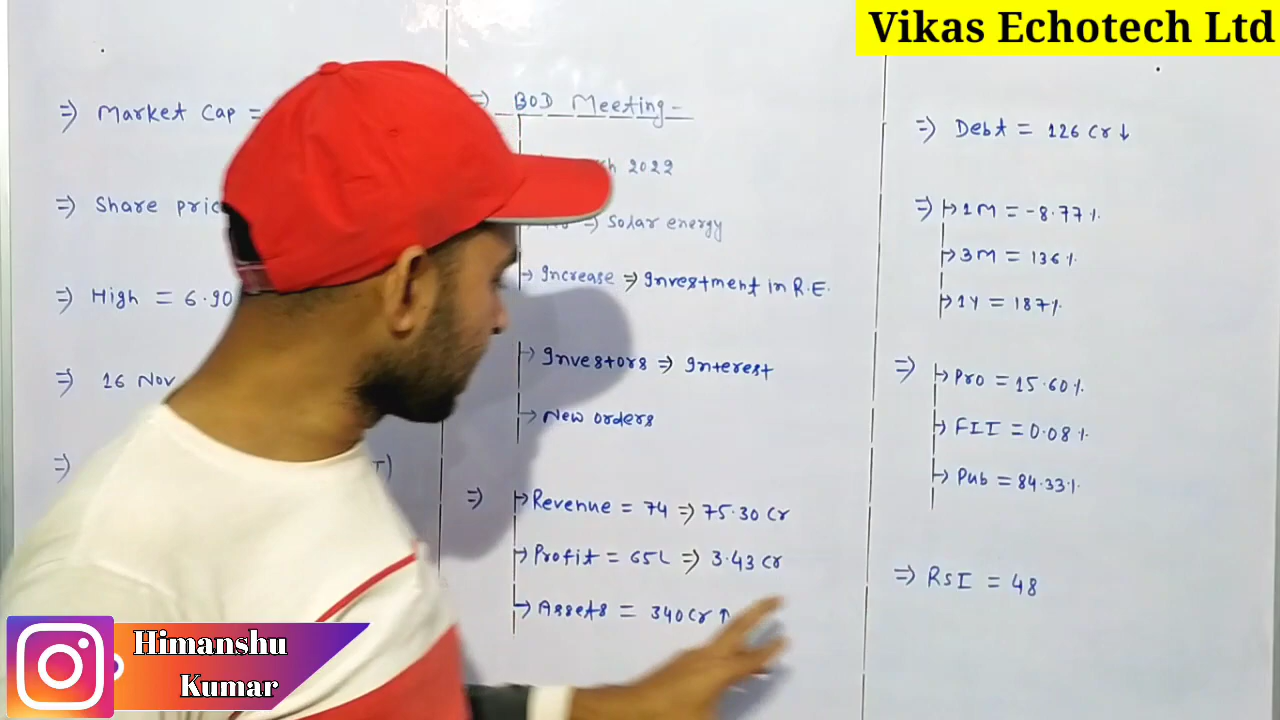 Vikas Echotech Ltd
=) Market Cap =
=) Share pric
=) High = 6.90
=) 16 Nov
=)
T)
=) BOD Meeting-
ch 2022
=) Solar energy
Increase =) Investment in R.E.
Investors =) Interest
New orders
=) Revenue = 74 =) 75.30 Cr
Profit = 65L =) 3.43 Cr
Assets = 340 Cr ↑
=) Debt = 126 Cr ↓
=) 1M = -8.77%
3M = 136%
1Y = 187%
=) Pro = 15.60%
FII = 0.08%
Pub = 84.33%
=) RSI = 48
Himanshu
Kumar